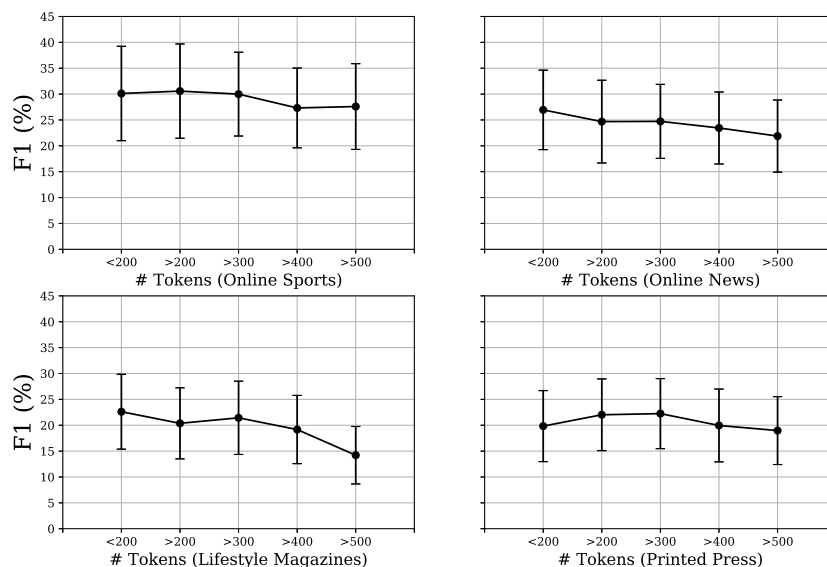 45
40
35
30
25
20
15
10
5
0
F1 (%)
<200 >200 >300 >400 >500
# Tokens (Online Sports)
<200 >200 >300 >400 >500
# Tokens (Online News)
45
40
35
30
25
20
15
10
5
0
F1 (%)
<200 >200 >300 >400 >500
# Tokens (Lifestyle Magazines)
<200 >200 >300 >400 >500
# Tokens (Printed Press)